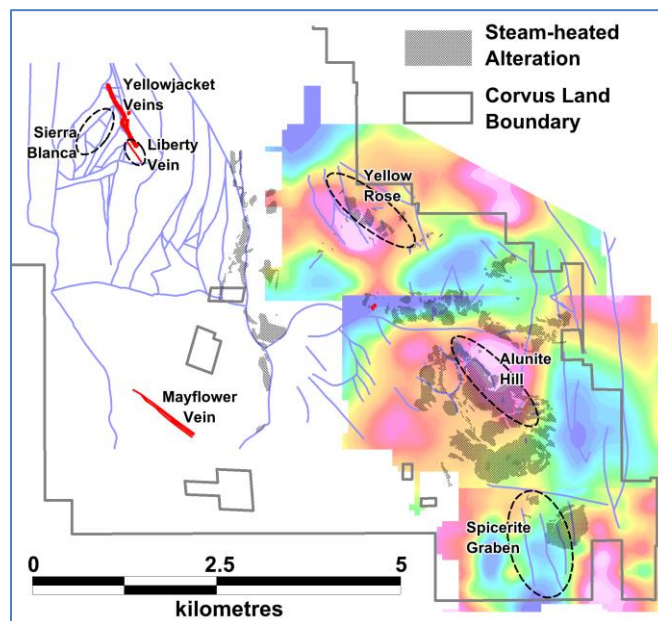 Steam-heated
Alteration
Corvus Land
Boundary
Yellowjacket
Veins
Sierra
Blanca
Liberty
Vein
Yellow
Rose
Alunite
Hill
Mayflower
Vein
Spicerite
Graben
0 2.5 5
kilometres